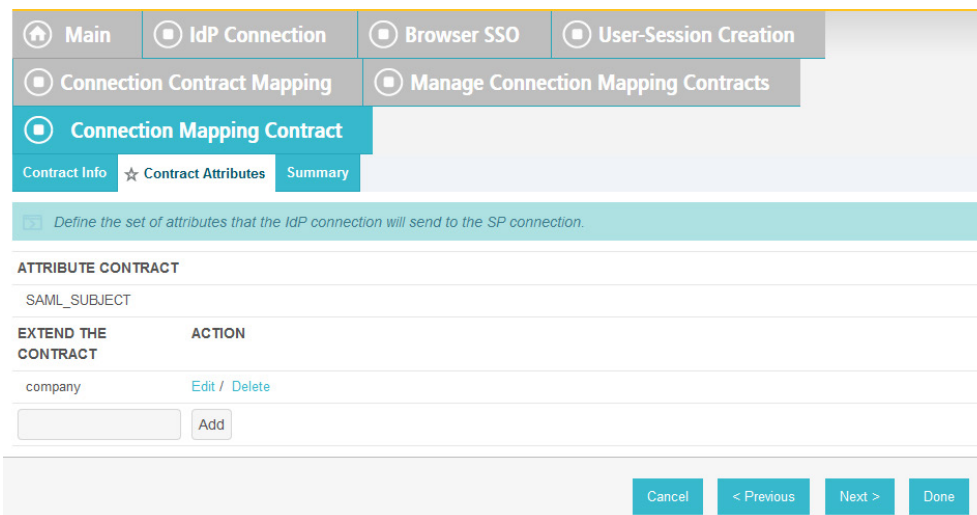 Main IdP Connection Browser SSO User-Session Creation
Connection Contract Mapping Manage Connection Mapping Contracts
Connection Mapping Contract
Contract Info Contract Attributes Summary
Define the set of attributes that the IdP connection will send to the SP connection.
ATTRIBUTE CONTRACT
SAML_SUBJECT
EXTEND THE CONTRACT ACTION
company Edit / Delete
Add
Cancel < Previous Next > Done